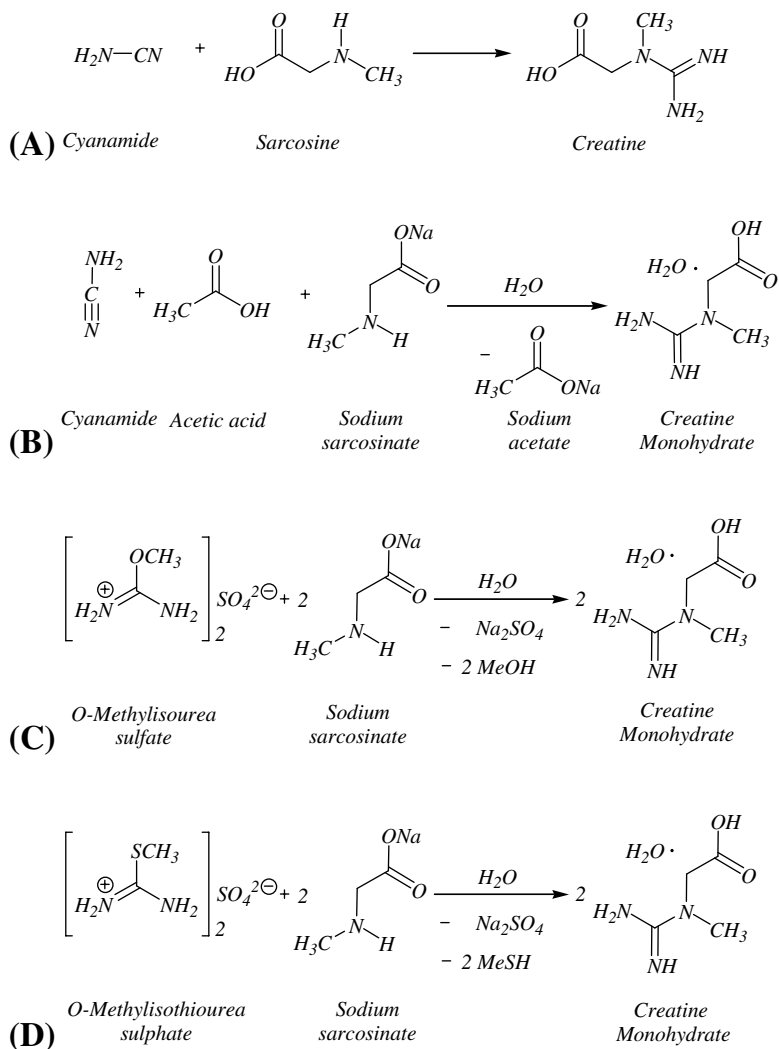 H2N—CN + HO O H N CH3 HO O CH3 N NH NH2
(A) Cyanamide Sarcosine Creatine
NH2 C N + H3C O OH + ONa O N H H3C H2O H2O · OH O H2N N CH3 NH
− H3C O ONa
Cyanamide Acetic acid Sodium sarcosinate Sodium acetate Creatine Monohydrate
(B)
OCH3 H2N ⊕ NH2 2 SO4 2⊖ + 2 ONa O N H H3C H2O 2 H2O · OH O H2N N CH3 NH
− Na2SO4
− 2 MeOH
O-Methylisourea sulfate Sodium sarcosinate Creatine Monohydrate
(C)
SCH3 H2N ⊕ NH2 2 SO4 2⊖ + 2 ONa O N H H3C H2O 2 H2O · OH O H2N N CH3 NH
− Na2SO4
− 2 MeSH
O-Methylisothiourea sulphate Sodium sarcosinate Creatine Monohydrate
(D)